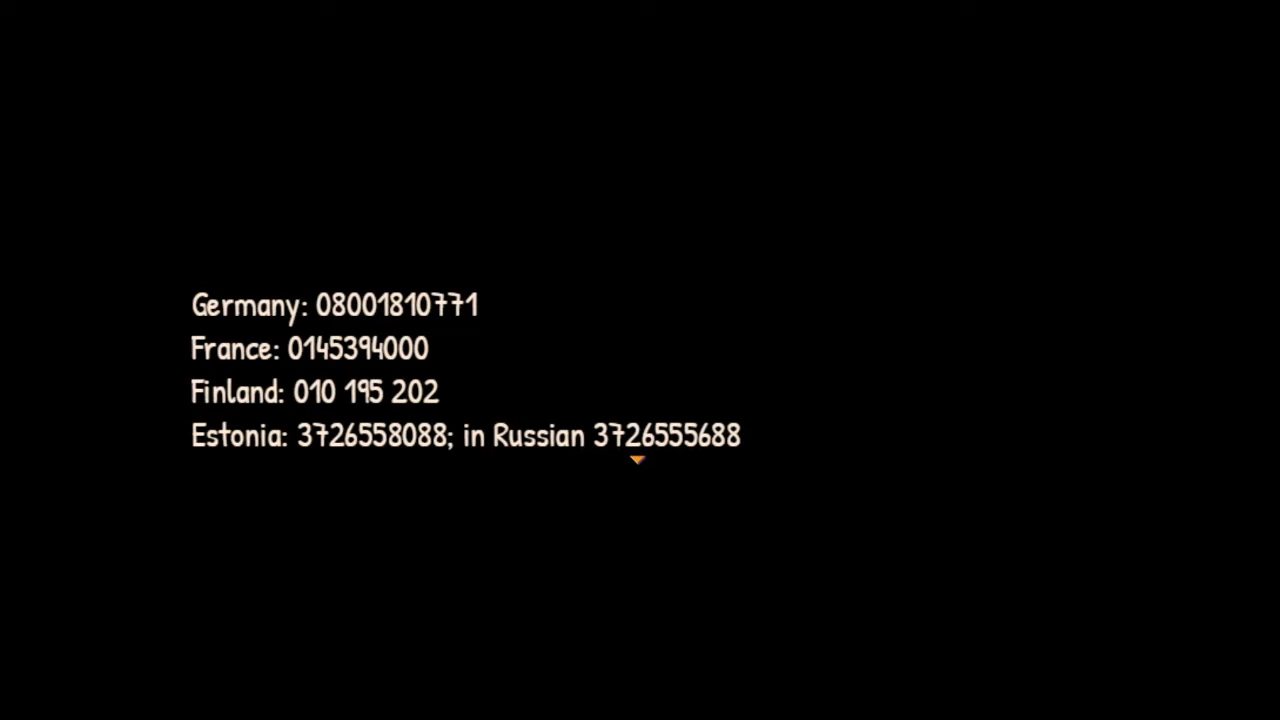 Germany: 08001810771
France: 0145394000
Finland: 010 195 202
Estonia: 3726558088; in Russian 3726555688